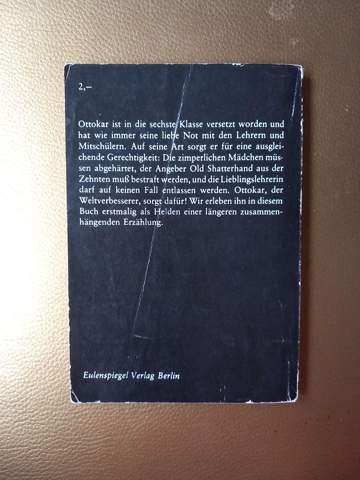 2,–
Ottokar ist in die sechste Klasse versetzt worden und
hat wie immer seine liebe Not mit den Lehrern und
Mitschülern. Auf seine Art sorgt er für eine ausglei-
chende Gerechtigkeit: Die zimperlichen Mädchen müs-
sen abgehärtet, der Angeber Old Shatterhand aus der
Zehnten muß bestraft werden, und die Lieblingslehrerin
darf auf keinen Fall entlassen werden. Ottokar, der
Weltverbesserer, sorgt dafür! Wir erleben ihn in diesem
Buch erstmalig als Helden einer längeren zusammen-
hängenden Erzählung.
Eulenspiegel Verlag Berlin